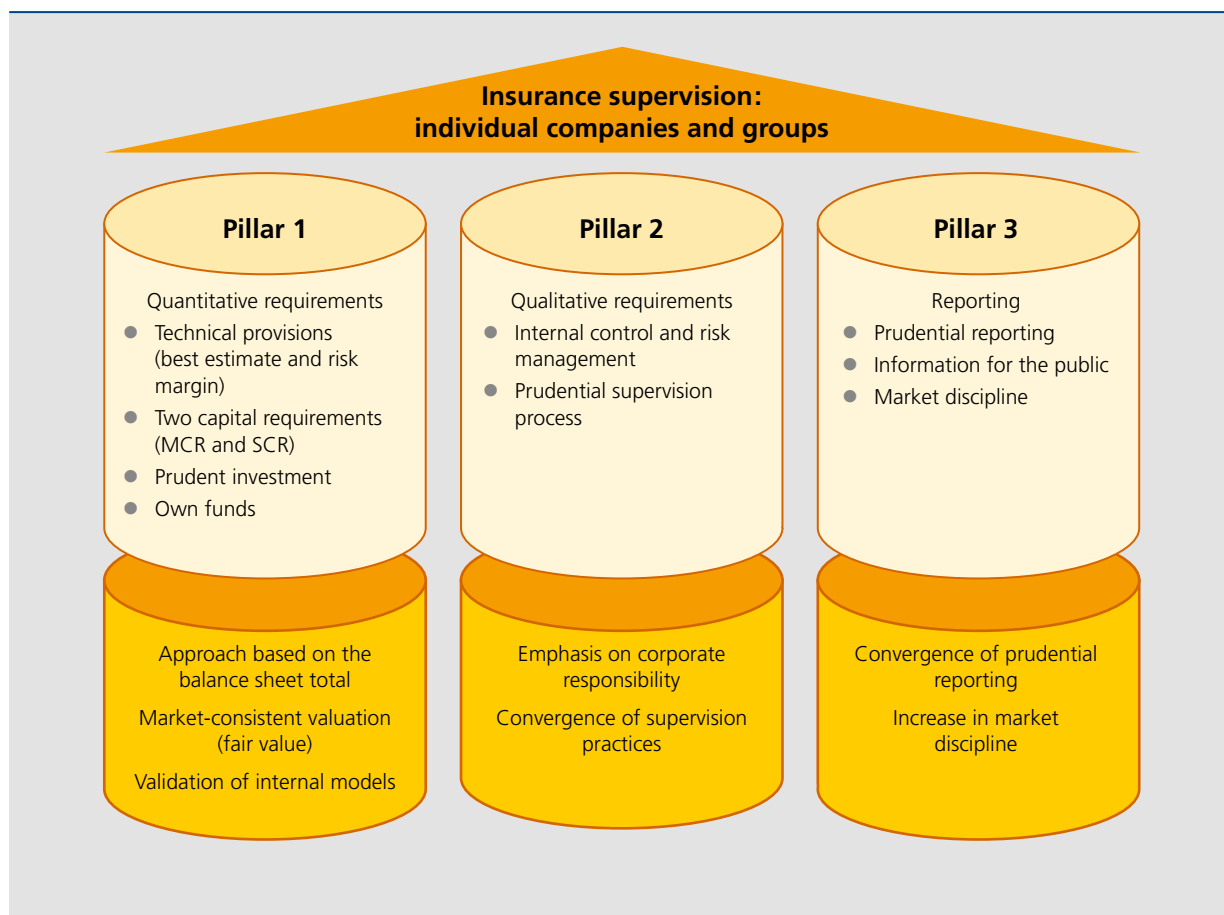 Insurance supervision:
individual companies and groups
Pillar 1
Quantitative requirements
● Technical provisions
(best estimate and risk
margin)
● Two capital requirements
(MCR and SCR)
● Prudent investment
● Own funds
Approach based on the
balance sheet total
Market-consistent valuation
(fair value)
Validation of internal models
Pillar 2
Qualitative requirements
● Internal control and risk
management
● Prudential supervision
process
Emphasis on corporate
responsibility
Convergence of supervision
practices
Pillar 3
Reporting
● Prudential reporting
● Information for the public
● Market discipline
Convergence of prudential
reporting
Increase in market
discipline